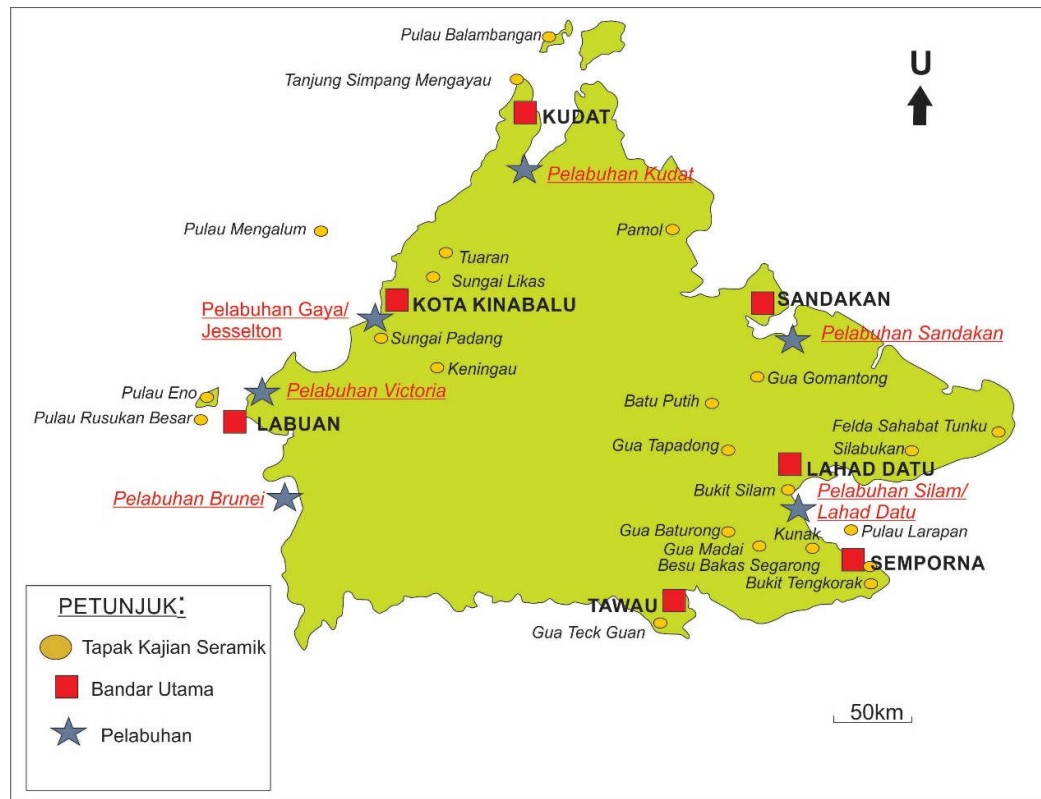 Pulau Balambangan
Tanjung Simpang Mengayau
U
KUDAT
Pelabuhan Kudat
Pulau Mengalum
Pamol
Tuaran
Sungai Likas
KOTA KINABALU
SANDAKAN
Pelabuhan Gaya/
Jesselton
Sungai Padang
Pelabuhan Sandakan
Keningau
Gua Gomantong
Pulau Eno
Pelabuhan Victoria
Pulau Rusukan Besar
LABUAN
Batu Putih
Felda Sahabat Tunku
Gua Tapadong
Silabukan
LAHAD DATU
Bukit Silam
Pelabuhan Silam/
Lahad Datu
Pelabuhan Brunei
Gua Baturong
Kunak
Pulau Larapan
Gua Madai
Besu Bakas Segarong
SEMPORNA
Bukit Tengkorak
TAWAU
Gua Teck Guan
PETUNJUK:
Tapak Kajian Seramik
Bandar Utama
Pelabuhan
50km